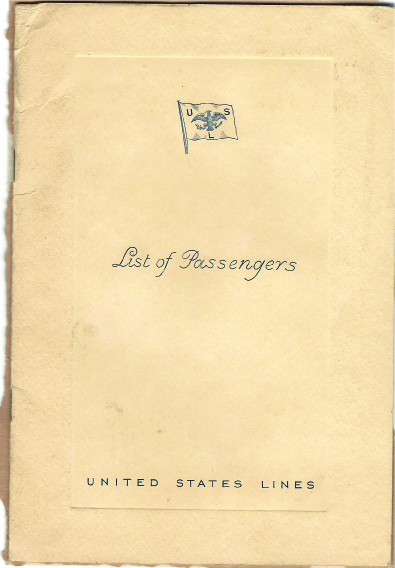 U S
L
List of Passengers
UNITED STATES LINES